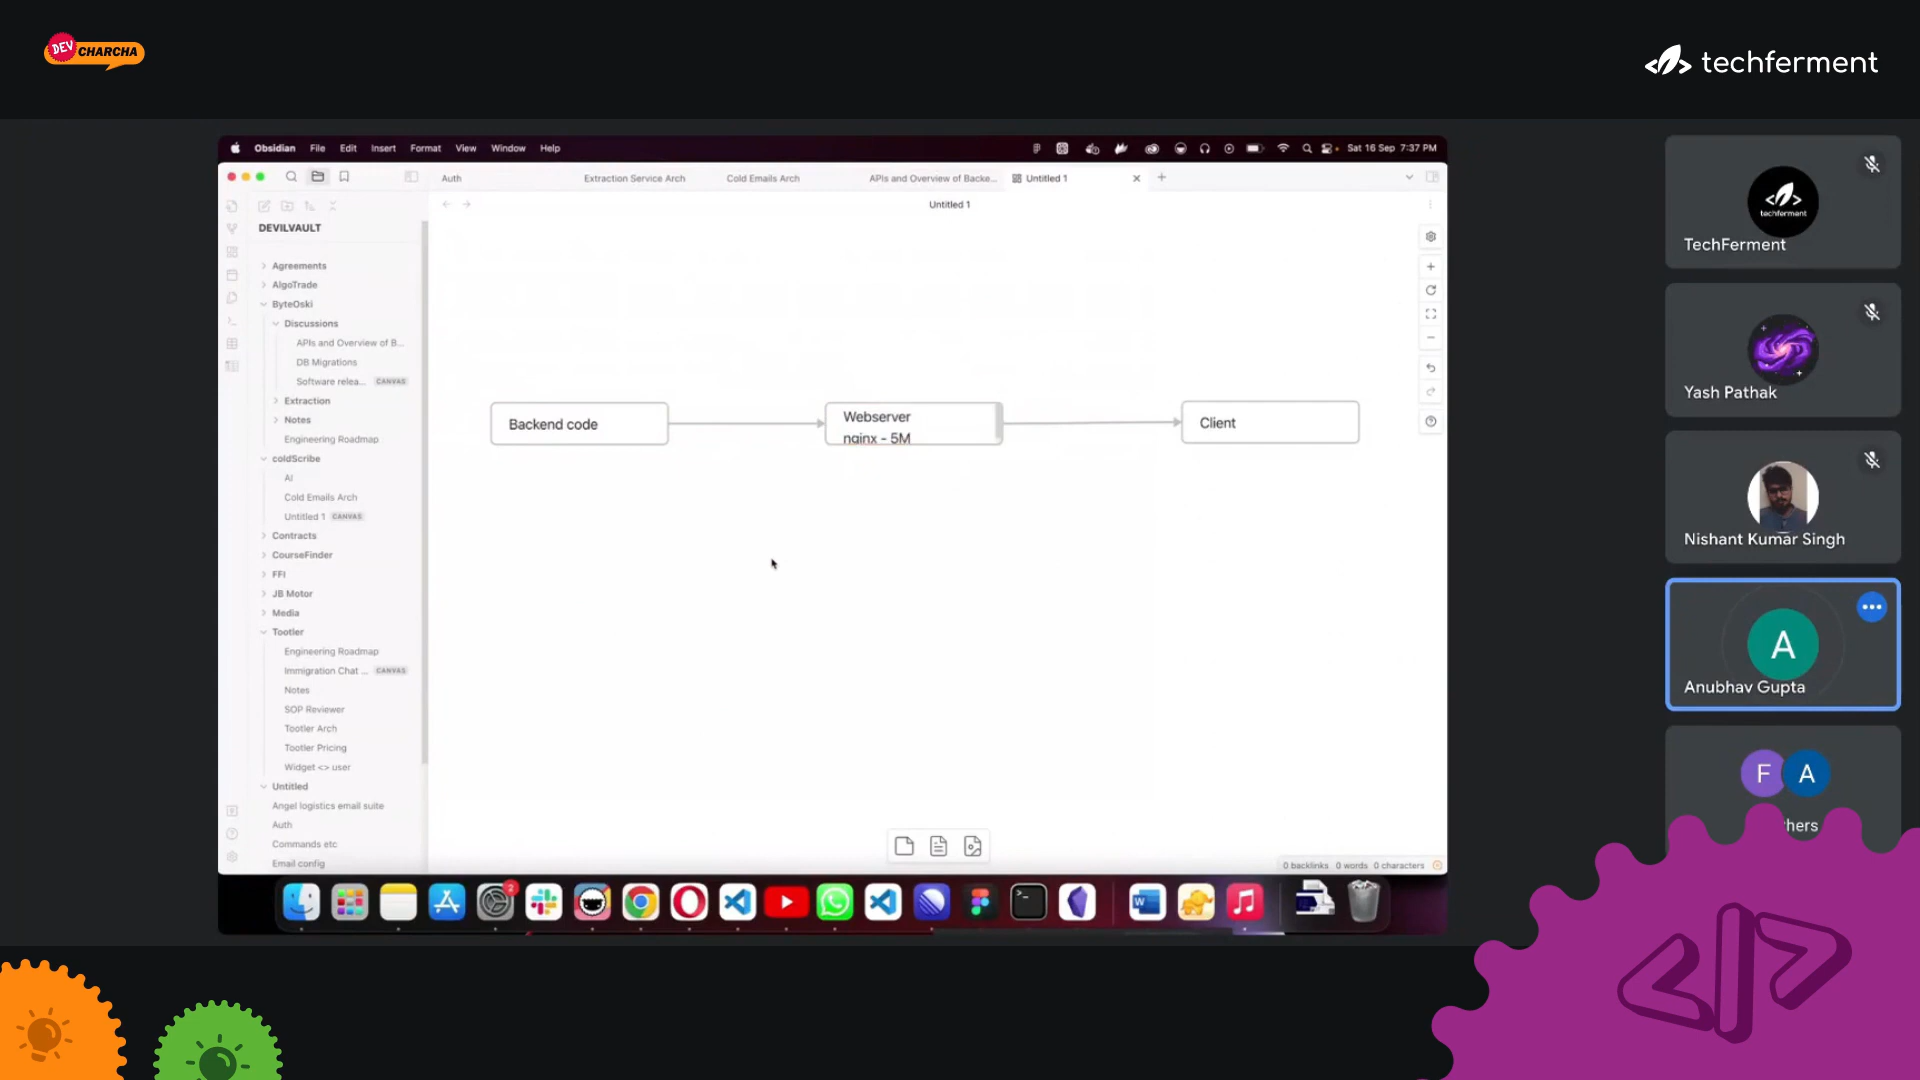 DEV CHARCHA
techferment
Obsidian File Edit Insert Format View Window Help
Sat 16 Sep 7:37 PM
Auth
Extraction Service Arch
Cold Emails Arch
APIs and Overview of Backe...
Untitled 1
Untitled 1
DEVILVAULT
Agreements
AlgoTrade
ByteOski
Discussions
APIs and Overview of B...
DB Migrations
Software relea... CANVAS
Extraction
Notes
Engineering Roadmap
coldScribe
AI
Cold Emails Arch
Untitled 1 CANVAS
Contracts
CourseFinder
FFI
JB Motor
Media
Tootler
Engineering Roadmap
Immigration Chat ... CANVAS
Notes
SOP Reviewer
Tootler Arch
Tootler Pricing
Widget <> user
Untitled
Angel logistics email suite
Auth
Commands etc
Email config
Backend code
Webserver
nginx - 5M
Client
0 backlinks 0 words 0 characters
2
W
techferment
TechFerment
Yash Pathak
Nishant Kumar Singh
A
Anubhav Gupta
F A
hers